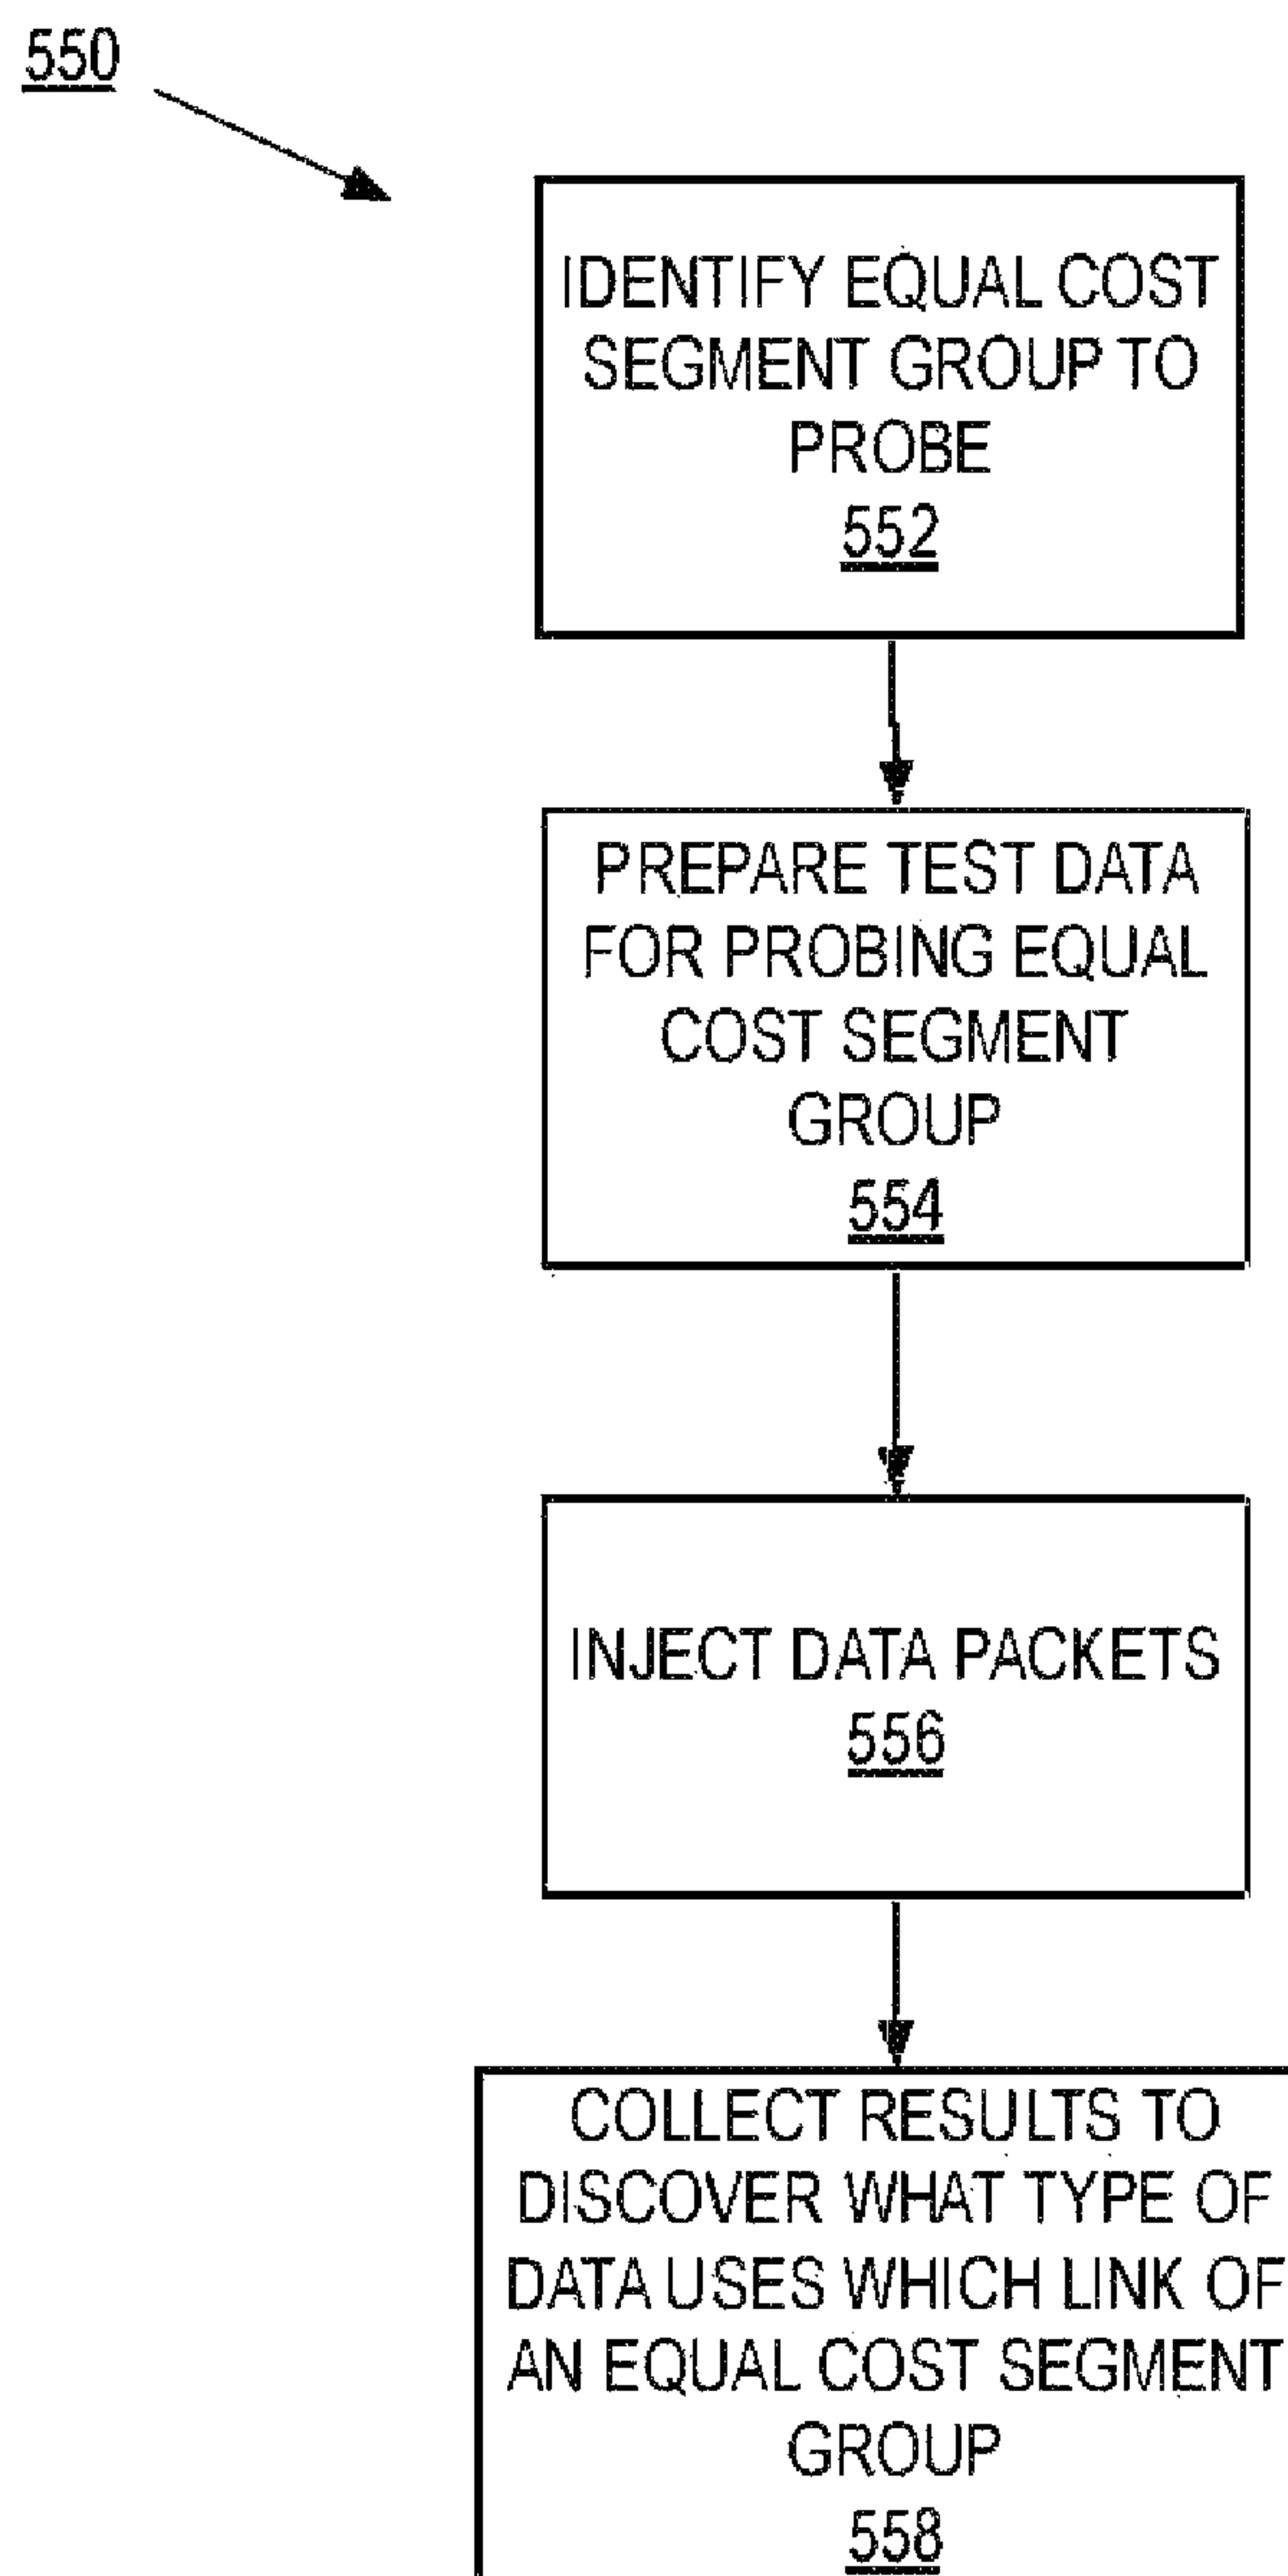 550
IDENTIFY EQUAL COST
SEGMENT GROUP TO
PROBE
552
PREPARE TEST DATA
FOR PROBING EQUAL
COST SEGMENT
GROUP
554
INJECT DATA PACKETS
556
COLLECT RESULTS TO
DISCOVER WHAT TYPE OF
DATA USES WHICH LINK OF
AN EQUAL COST SEGMENT
GROUP
558